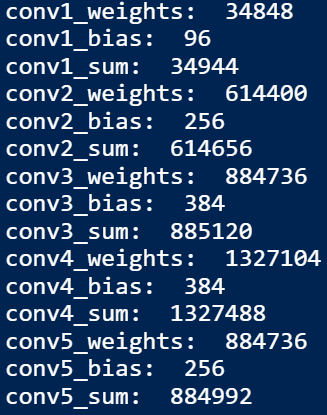 conv1_weights:  34848
conv1_bias:  96
conv1_sum:  34944
conv2_weights:  614400
conv2_bias:  256
conv2_sum:  614656
conv3_weights:  884736
conv3_bias:  384
conv3_sum:  885120
conv4_weights:  1327104
conv4_bias:  384
conv4_sum:  1327488
conv5_weights:  884736
conv5_bias:  256
conv5_sum:  884992